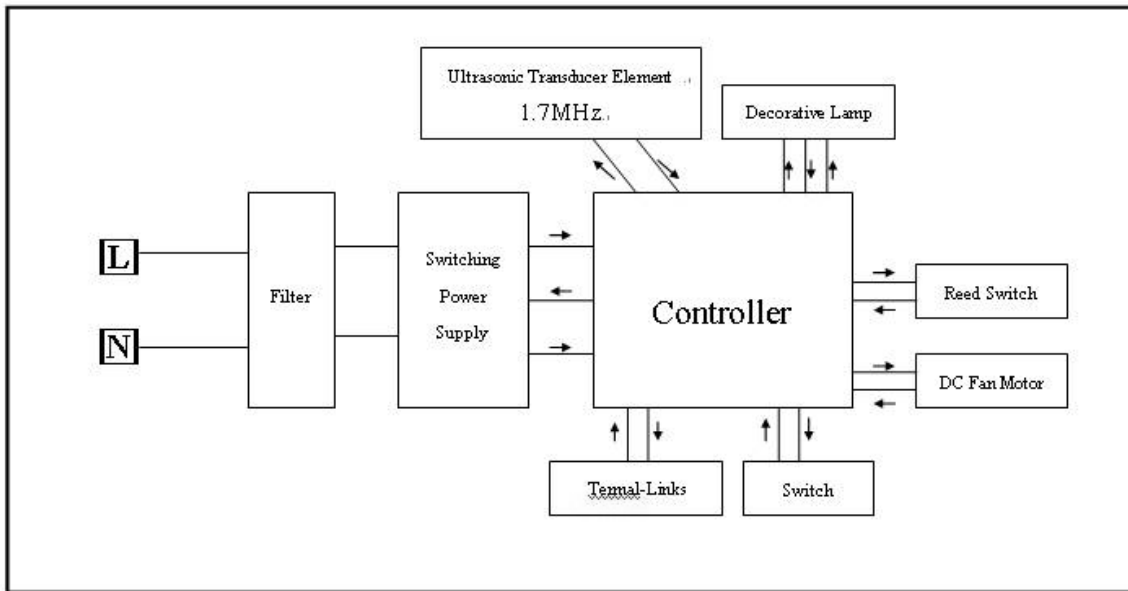 Ultrasonic Transducer Element
1.7MHz
Decorative Lamp
L
N
Filter
Switching
Power
Supply
Controller
Reed Switch
DC Fan Motor
Termal-Links
Switch